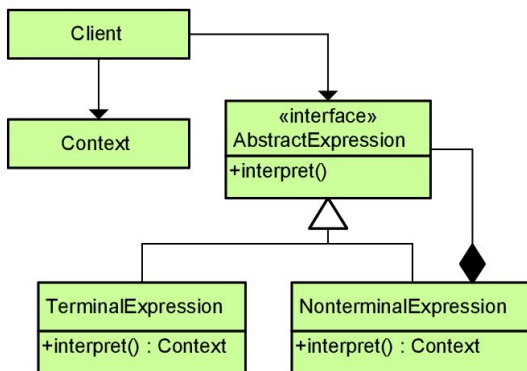 Client
Context
«interface»
AbstractExpression
+interpret()
TerminalExpression
+interpret() : Context
NonterminalExpression
+interpret() : Context